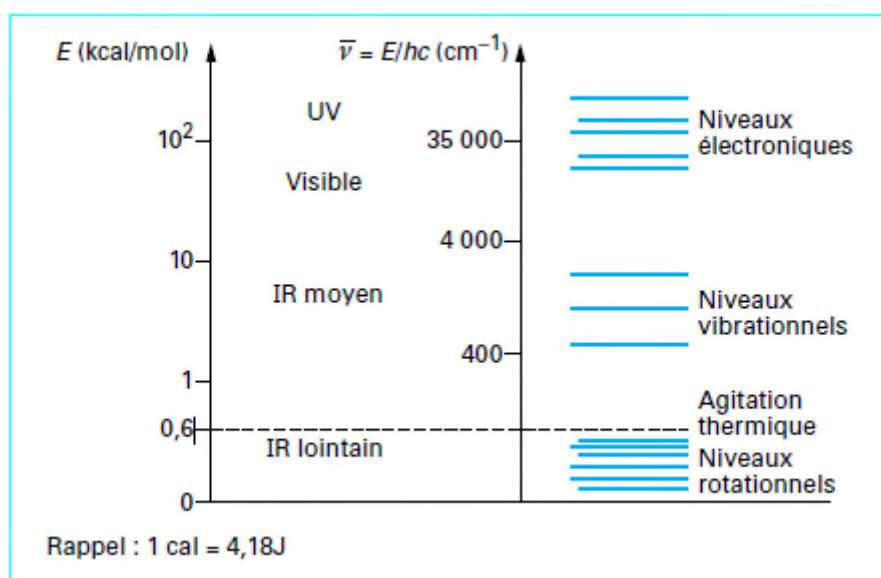 E (kcal/mol)
ν̅ = E/hc (cm⁻¹)
UV
10²
35 000
Niveaux
électroniques
Visible
4 000
10
IR moyen
Niveaux
vibrationnels
400
1
Agitation
thermique
0,6
IR lointain
Niveaux
rotationnels
0
Rappel : 1 cal = 4,18J